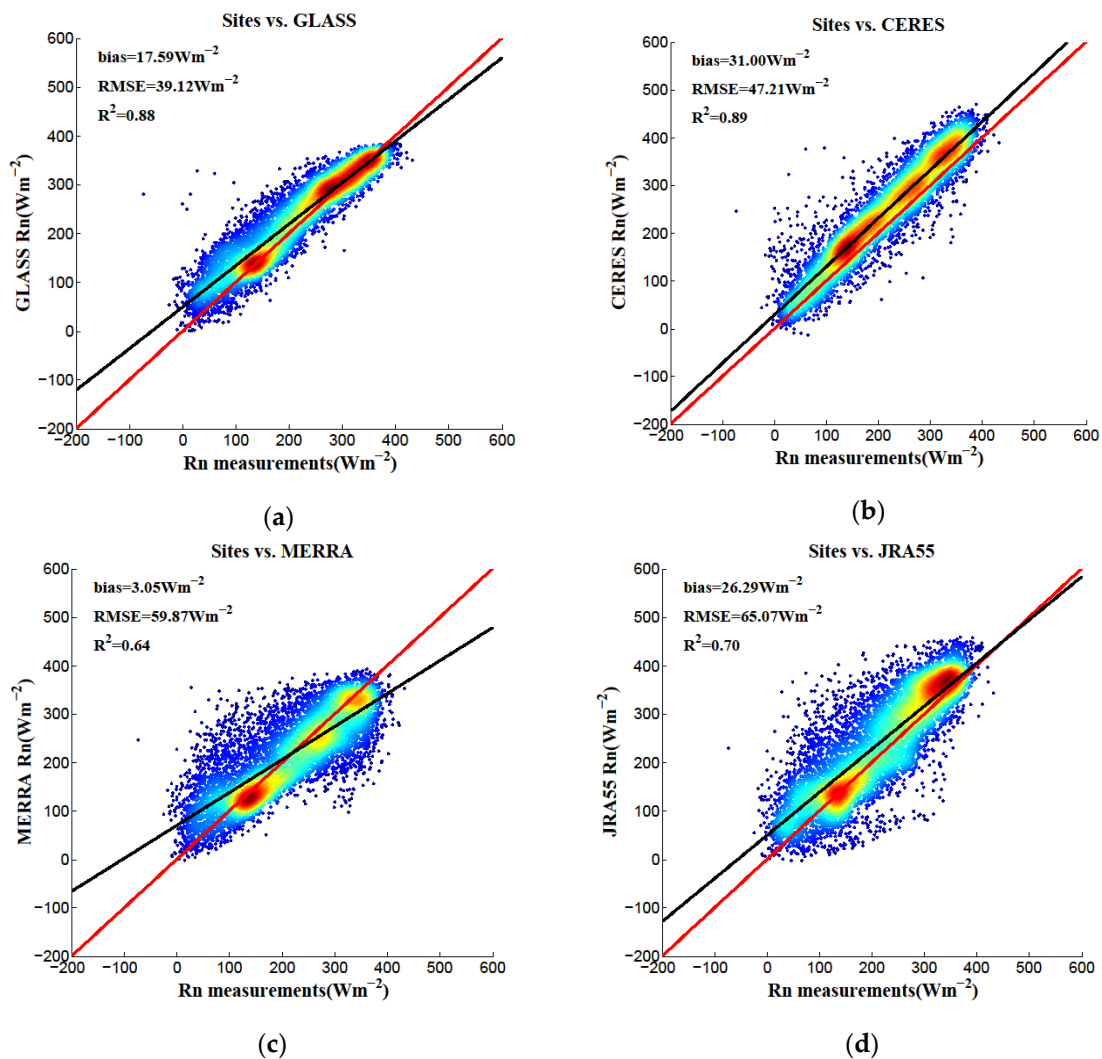 Sites vs. GLASS
bias=17.59Wm−2
RMSE=39.12Wm−2
R2=0.88
600
500
400
300
200
100
0
−100
−200
GLASS Rn(Wm−2)
−200 −100 0 100 200 300 400 500 600
Rn measurements(Wm−2)
(a)
Sites vs. CERES
bias=31.00Wm−2
RMSE=47.21Wm−2
R2=0.89
600
500
400
300
200
100
0
−100
−200
CERES Rn(Wm−2)
−200 −100 0 100 200 300 400 500 600
Rn measurements(Wm−2)
(b)
Sites vs. MERRA
bias=3.05Wm−2
RMSE=59.87Wm−2
R2=0.64
600
500
400
300
200
100
0
−100
−200
MERRA Rn(Wm−2)
−200 −100 0 100 200 300 400 500 600
Rn measurements(Wm−2)
(c)
Sites vs. JRA55
bias=26.29Wm−2
RMSE=65.07Wm−2
R2=0.70
600
500
400
300
200
100
0
−100
−200
JRA55 Rn(Wm−2)
−200 −100 0 100 200 300 400 500 600
Rn measurements(Wm−2)
(d)